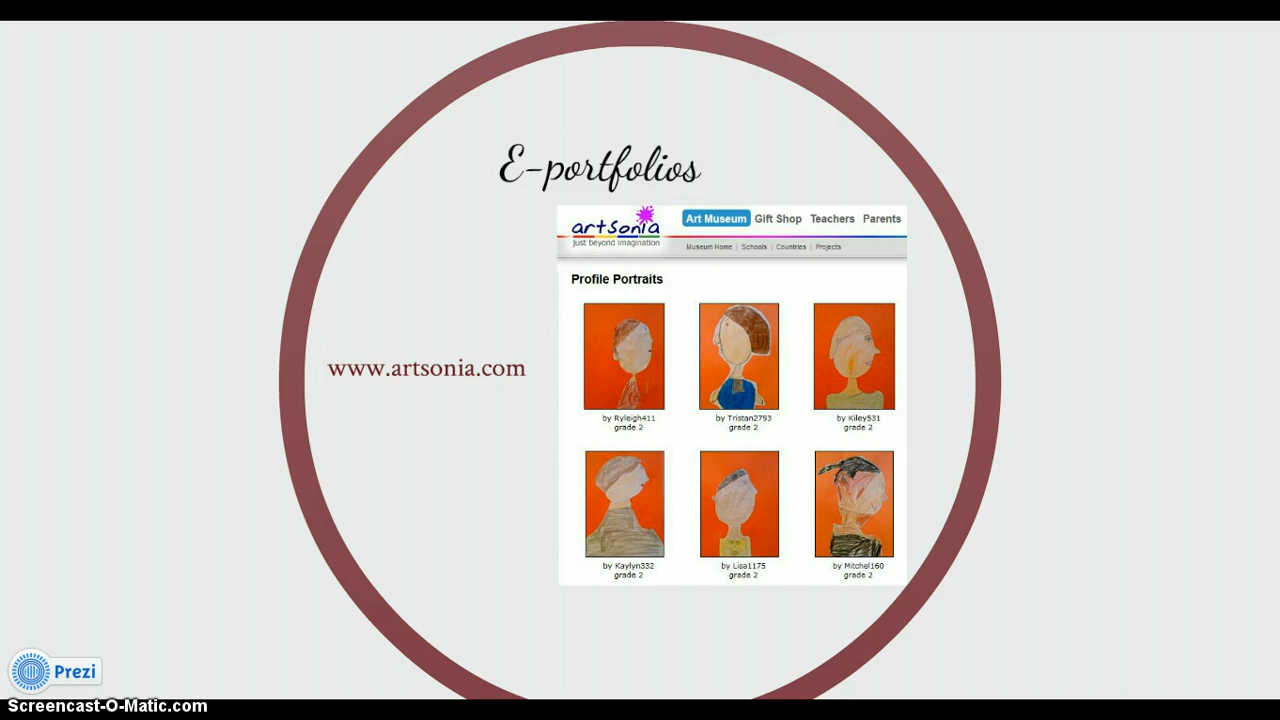 E-portfolios
artsonia
just beyond imagination
Art Museum Gift Shop Teachers Parents
Museum Home | Schools | Countries | Projects
Profile Portraits
www.artsonia.com
by Ryleigh411
grade 2
by Tristan2793
grade 2
by Kiley531
grade 2
by Kaylyn332
grade 2
by Lisa1175
grade 2
by Mitchel160
grade 2
Prezi
Screencast-O-Matic.com